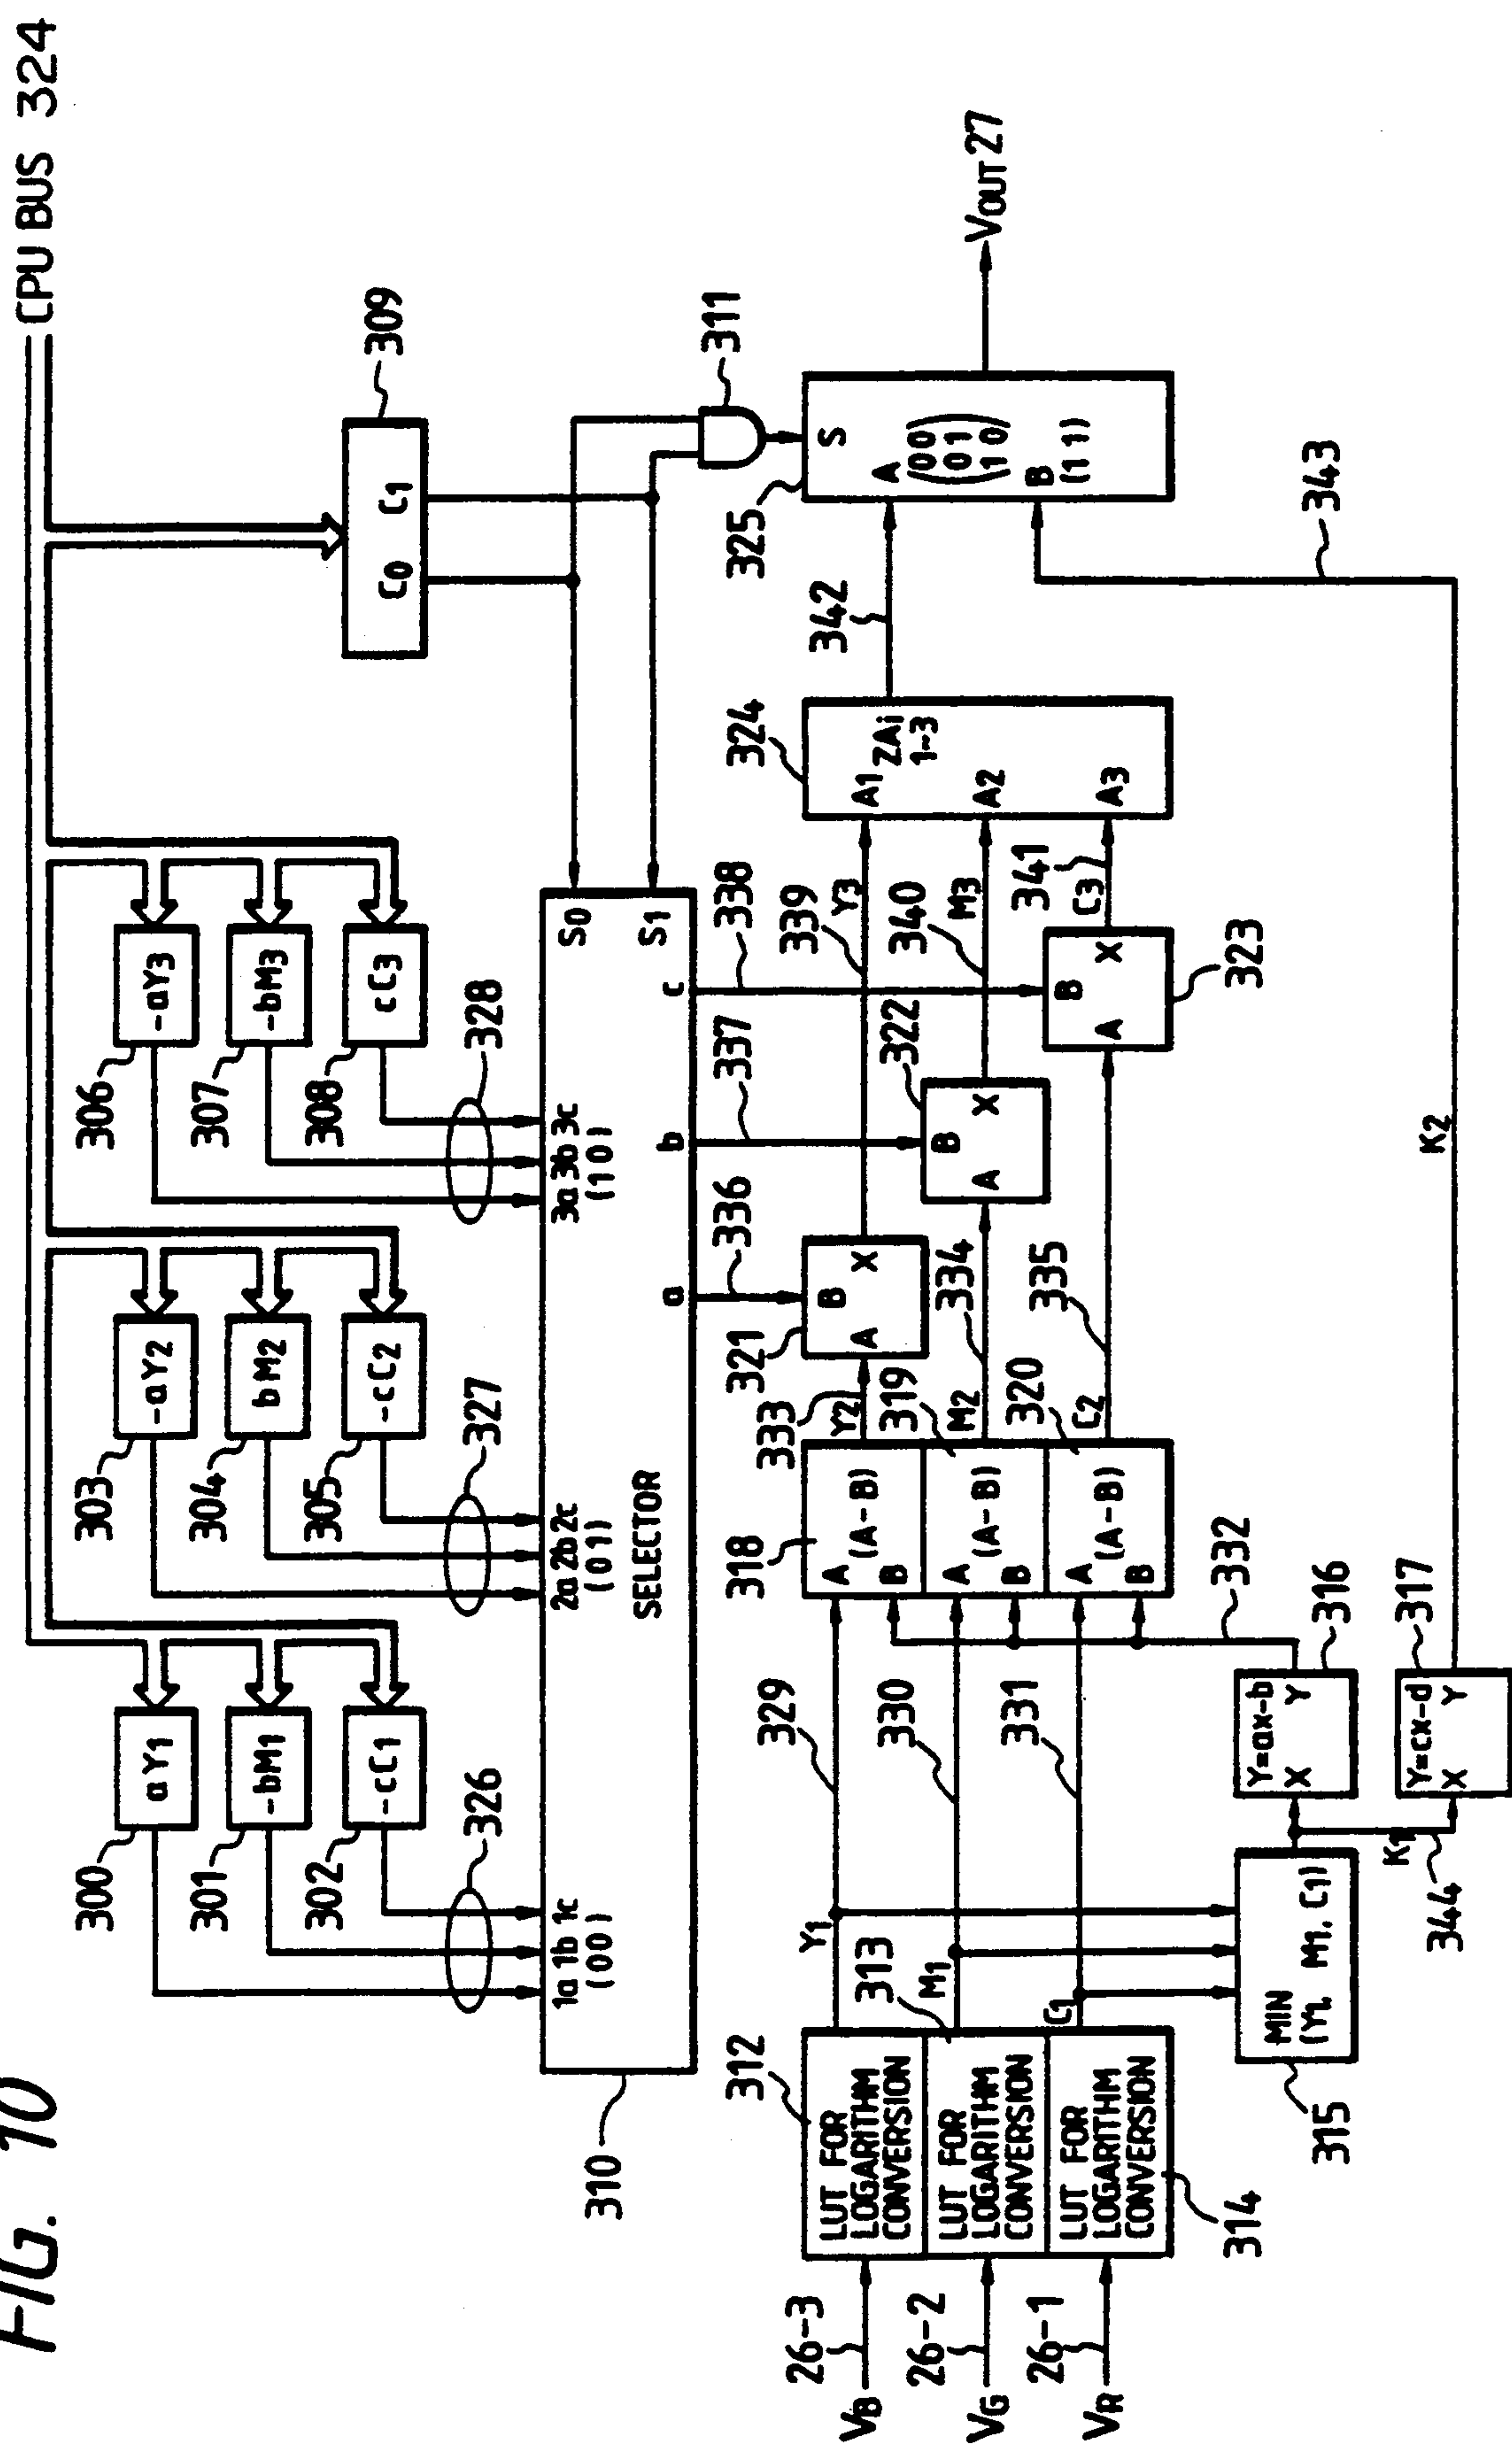 FIG. 10
CPU BUS 324
300
aY1
301
-bM1
302
-cC1
326
303
-aY2
304
bM2
305
-cC2
327
306
-aY3
307
-bM3
308
cC3
328
309
C0 C1
310
1a 1b 1c
(00)
2a 2b 2c
(01)
3a 3b 3c
(10)
S0
S1
SELECTOR
a
b
c
336
337
338
311
VB
26-3
VG
26-2
VR
26-1
312
LUT FOR
LOGARITHM
CONVERSION
313
LUT FOR
LOGARITHM
CONVERSION
314
LUT FOR
LOGARITHM
CONVERSION
Y1
M1
C1
329
330
331
315
MIN
(Y1, M1, C1)
K1
344
316
Y=ax-b
X Y
317
Y=cx-d
X Y
332
318
A
(A-B)
B
319
A
(A-B)
B
320
A
(A-B)
B
333
Y2
334
M2
335
C2
321
B
A X
322
B
A X
323
B
A X
339
Y3
340
M3
341
C3
324
A1
ZAi
1~3
A2
A3
342
325
S
A
(00
01
10)
B
(11)
343
K2
VOUT 27